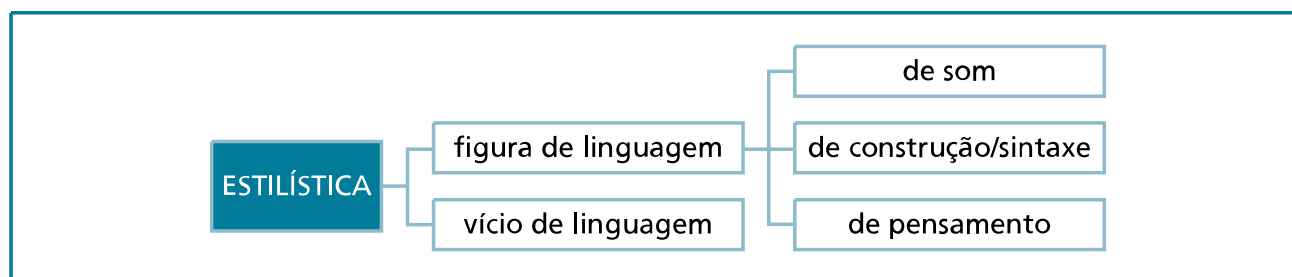 ESTILÍSTICA
figura de linguagem
vício de linguagem
de som
de construção/sintaxe
de pensamento